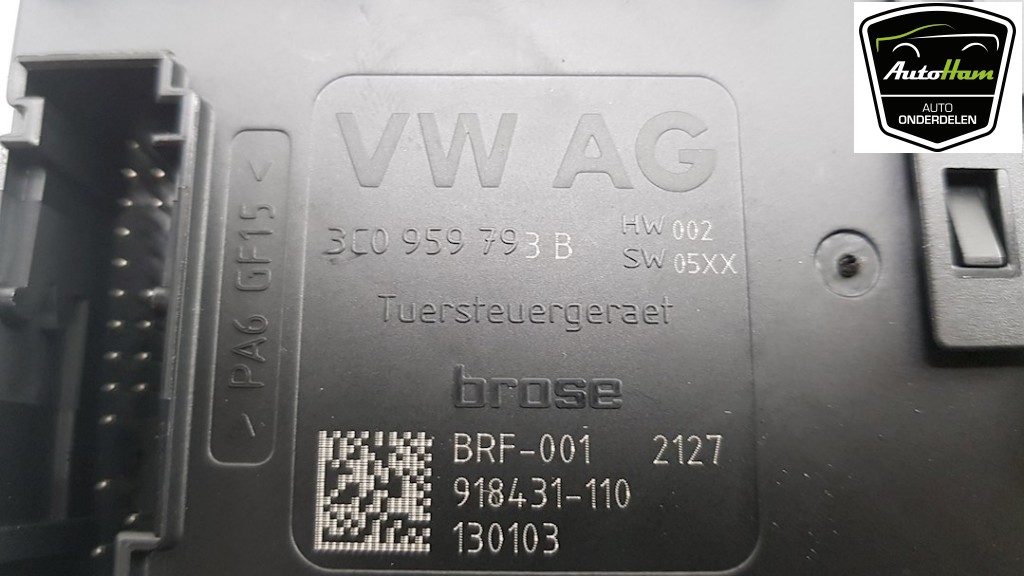 AutoHam
AUTO
ONDERDELEN
VW AG
3C0 959 793 B
HW 002
SW 05XX
Tuersteuergeraet
brose
BRF-001 2127
918431-110
130103
> PA6 GF15 <